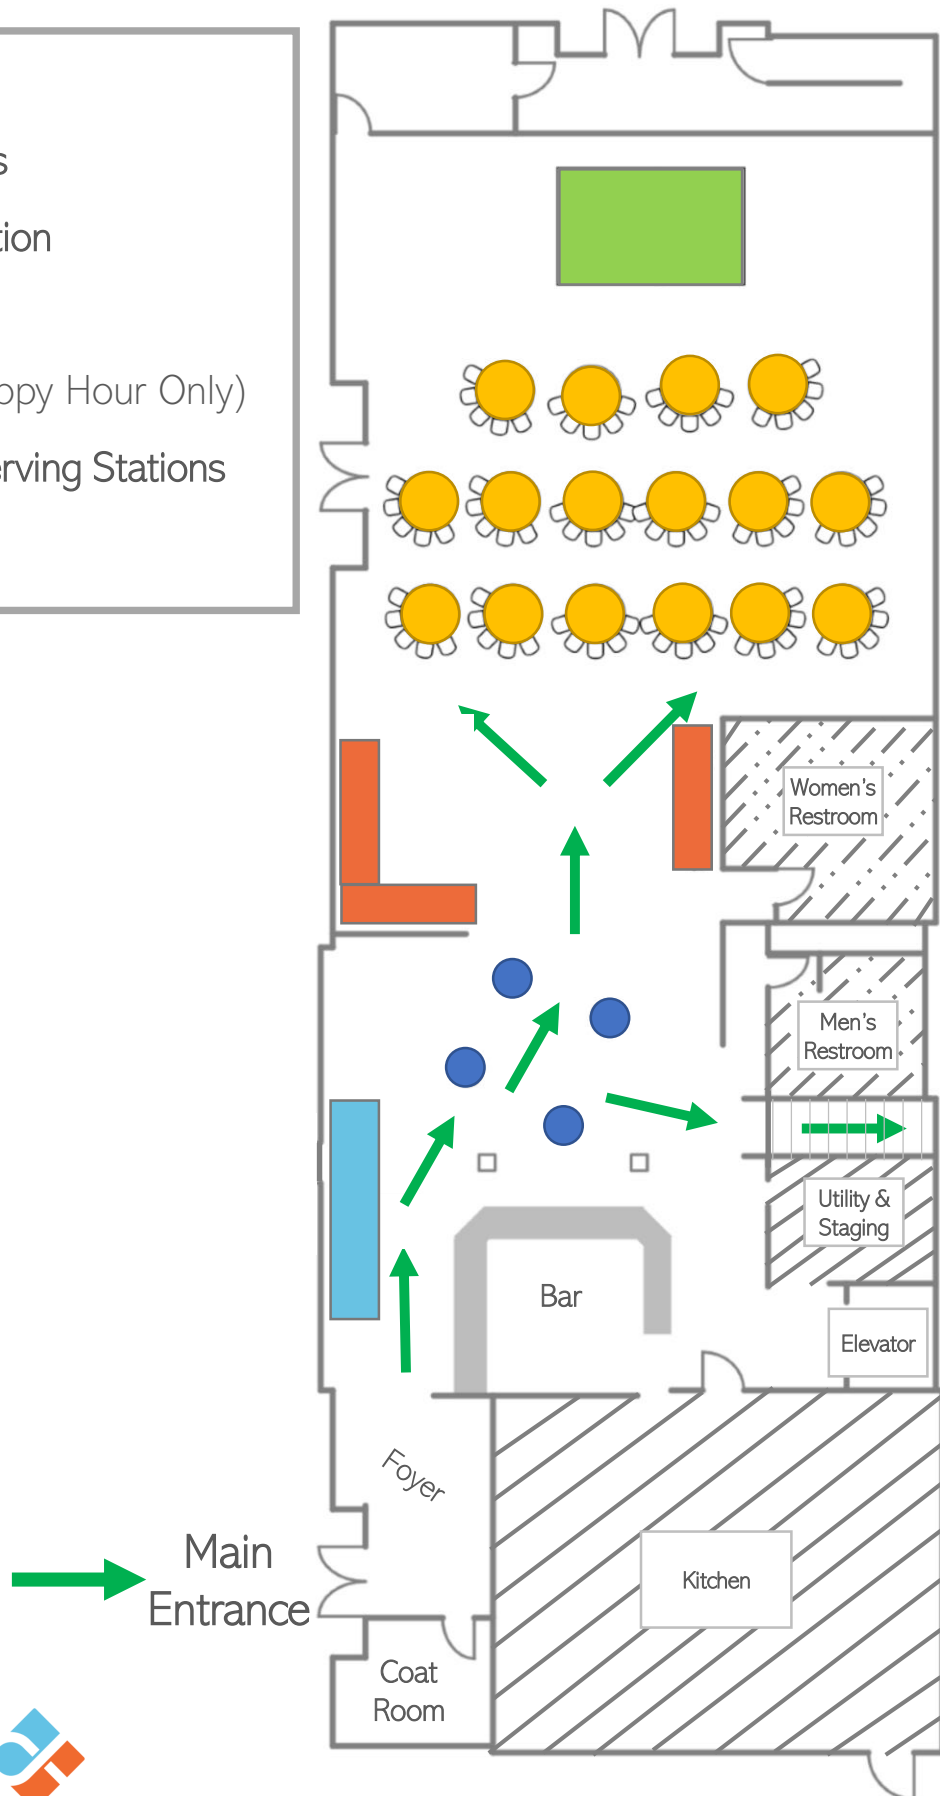 s
tion
ppy Hour Only)
erving Stations
Women's
Restroom
Men's
Restroom
Utility &
Staging
Bar
Elevator
Foyer
Main
Entrance
Kitchen
Coat
Room